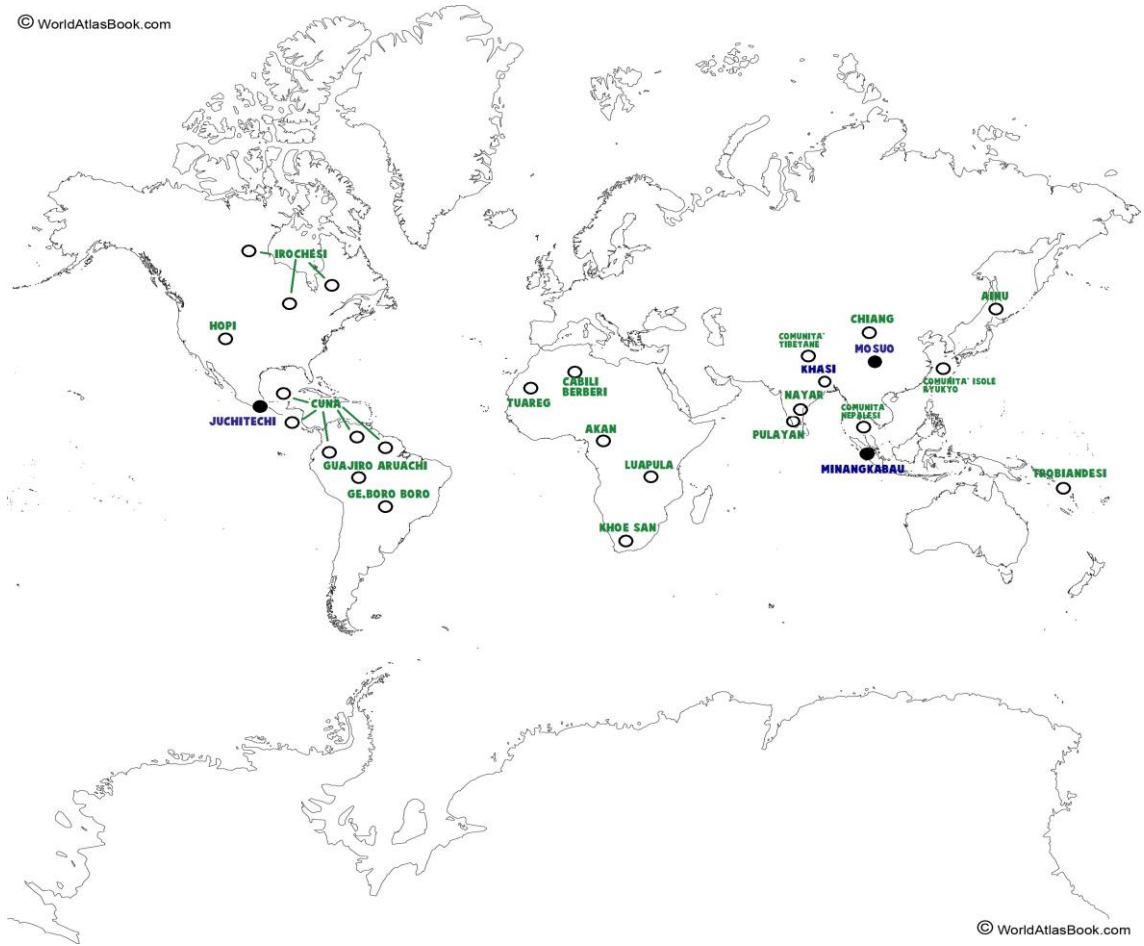 © WorldAtlasBook.com
IROCHESI
HOPI
JUCHITECHI
CUNA
GUAJIRO ARUACHI
GE,BORO BORO
TUAREG
CABILI
BERBERI
AKAN
LUAPULA
KHOE SAN
COMUNITA'
TIBETANE
CHIANG
MOSUO
KHASI
AINU
COMUNITA' ISOLE
RYUKYO
NAYAR
PULAYAN
COMUNITA
NEPALESI
MINANGKABAU
TROBIANDESI
© WorldAtlasBook.com